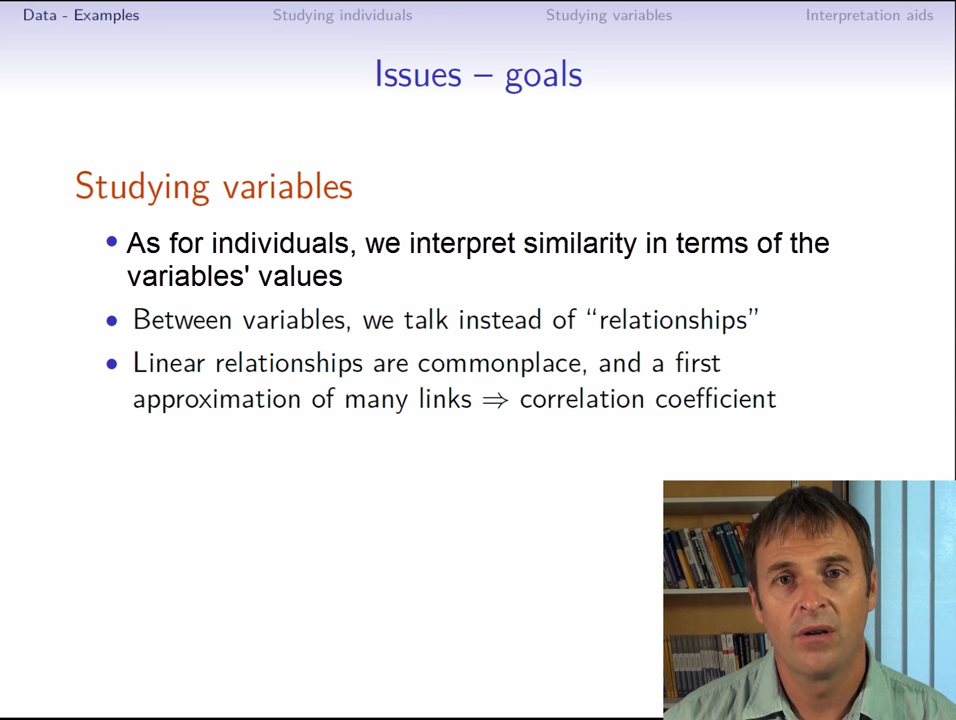 Data - Examples Studying individuals Studying variables Interpretation aids
Issues – goals
Studying variables
• As for individuals, we interpret similarity in terms of the
variables' values
• Between variables, we talk instead of “relationships”
• Linear relationships are commonplace, and a first
approximation of many links ⇒ correlation coefficient